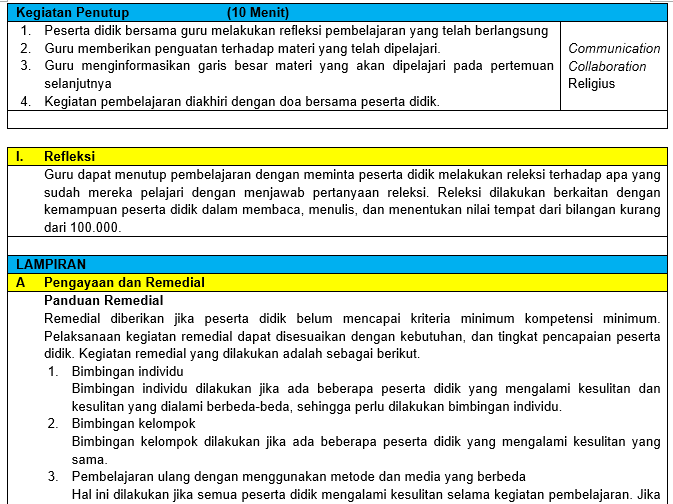 Kegiatan Penutup (10 Menit)
1. Peserta didik bersama guru melakukan refleksi pembelajaran yang telah berlangsung
2. Guru memberikan penguatan terhadap materi yang telah dipelajari.
3. Guru menginformasikan garis besar materi yang akan dipelajari pada pertemuan
selanjutnya
4. Kegiatan pembelajaran diakhiri dengan doa bersama peserta didik.
Communication
Collaboration
Religius
I. Refleksi
Guru dapat menutup pembelajaran dengan meminta peserta didik melakukan releksi terhadap apa yang
sudah mereka pelajari dengan menjawab pertanyaan releksi. Releksi dilakukan berkaitan dengan
kemampuan peserta didik dalam membaca, menulis, dan menentukan nilai tempat dari bilangan kurang
dari 100.000.
LAMPIRAN
A Pengayaan dan Remedial
Panduan Remedial
Remedial diberikan jika peserta didik belum mencapai kriteria minimum kompetensi minimum.
Pelaksanaan kegiatan remedial dapat disesuaikan dengan kebutuhan, dan tingkat pencapaian peserta
didik. Kegiatan remedial yang dilakukan adalah sebagai berikut.
1. Bimbingan individu
Bimbingan individu dilakukan jika ada beberapa peserta didik yang mengalami kesulitan dan
kesulitan yang dialami berbeda-beda, sehingga perlu dilakukan bimbingan individu.
2. Bimbingan kelompok
Bimbingan kelompok dilakukan jika ada beberapa peserta didik yang mengalami kesulitan yang
sama.
3. Pembelajaran ulang dengan menggunakan metode dan media yang berbeda
Hal ini dilakukan jika semua peserta didik mengalami kesulitan selama kegiatan pembelajaran. Jika